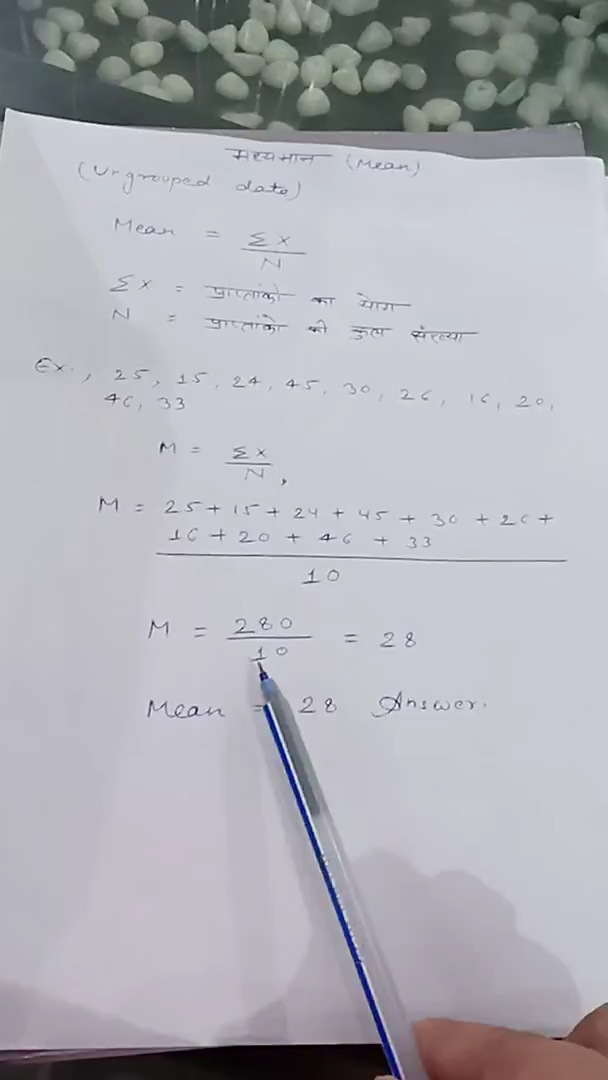 मध्यमान (Mean)
(Ungrouped data)
Mean = ΣX / N
ΣX = प्राप्तांको का योग
N = प्राप्तांको की कुल संख्या
Ex., 25, 15, 24, 45, 30, 26, 16, 20,
46, 33
M = ΣX / N,
M = 25 + 15 + 24 + 45 + 30 + 26 +
16 + 20 + 46 + 33
10
M = 280 / 10 = 28
Mean = 28 Answer.